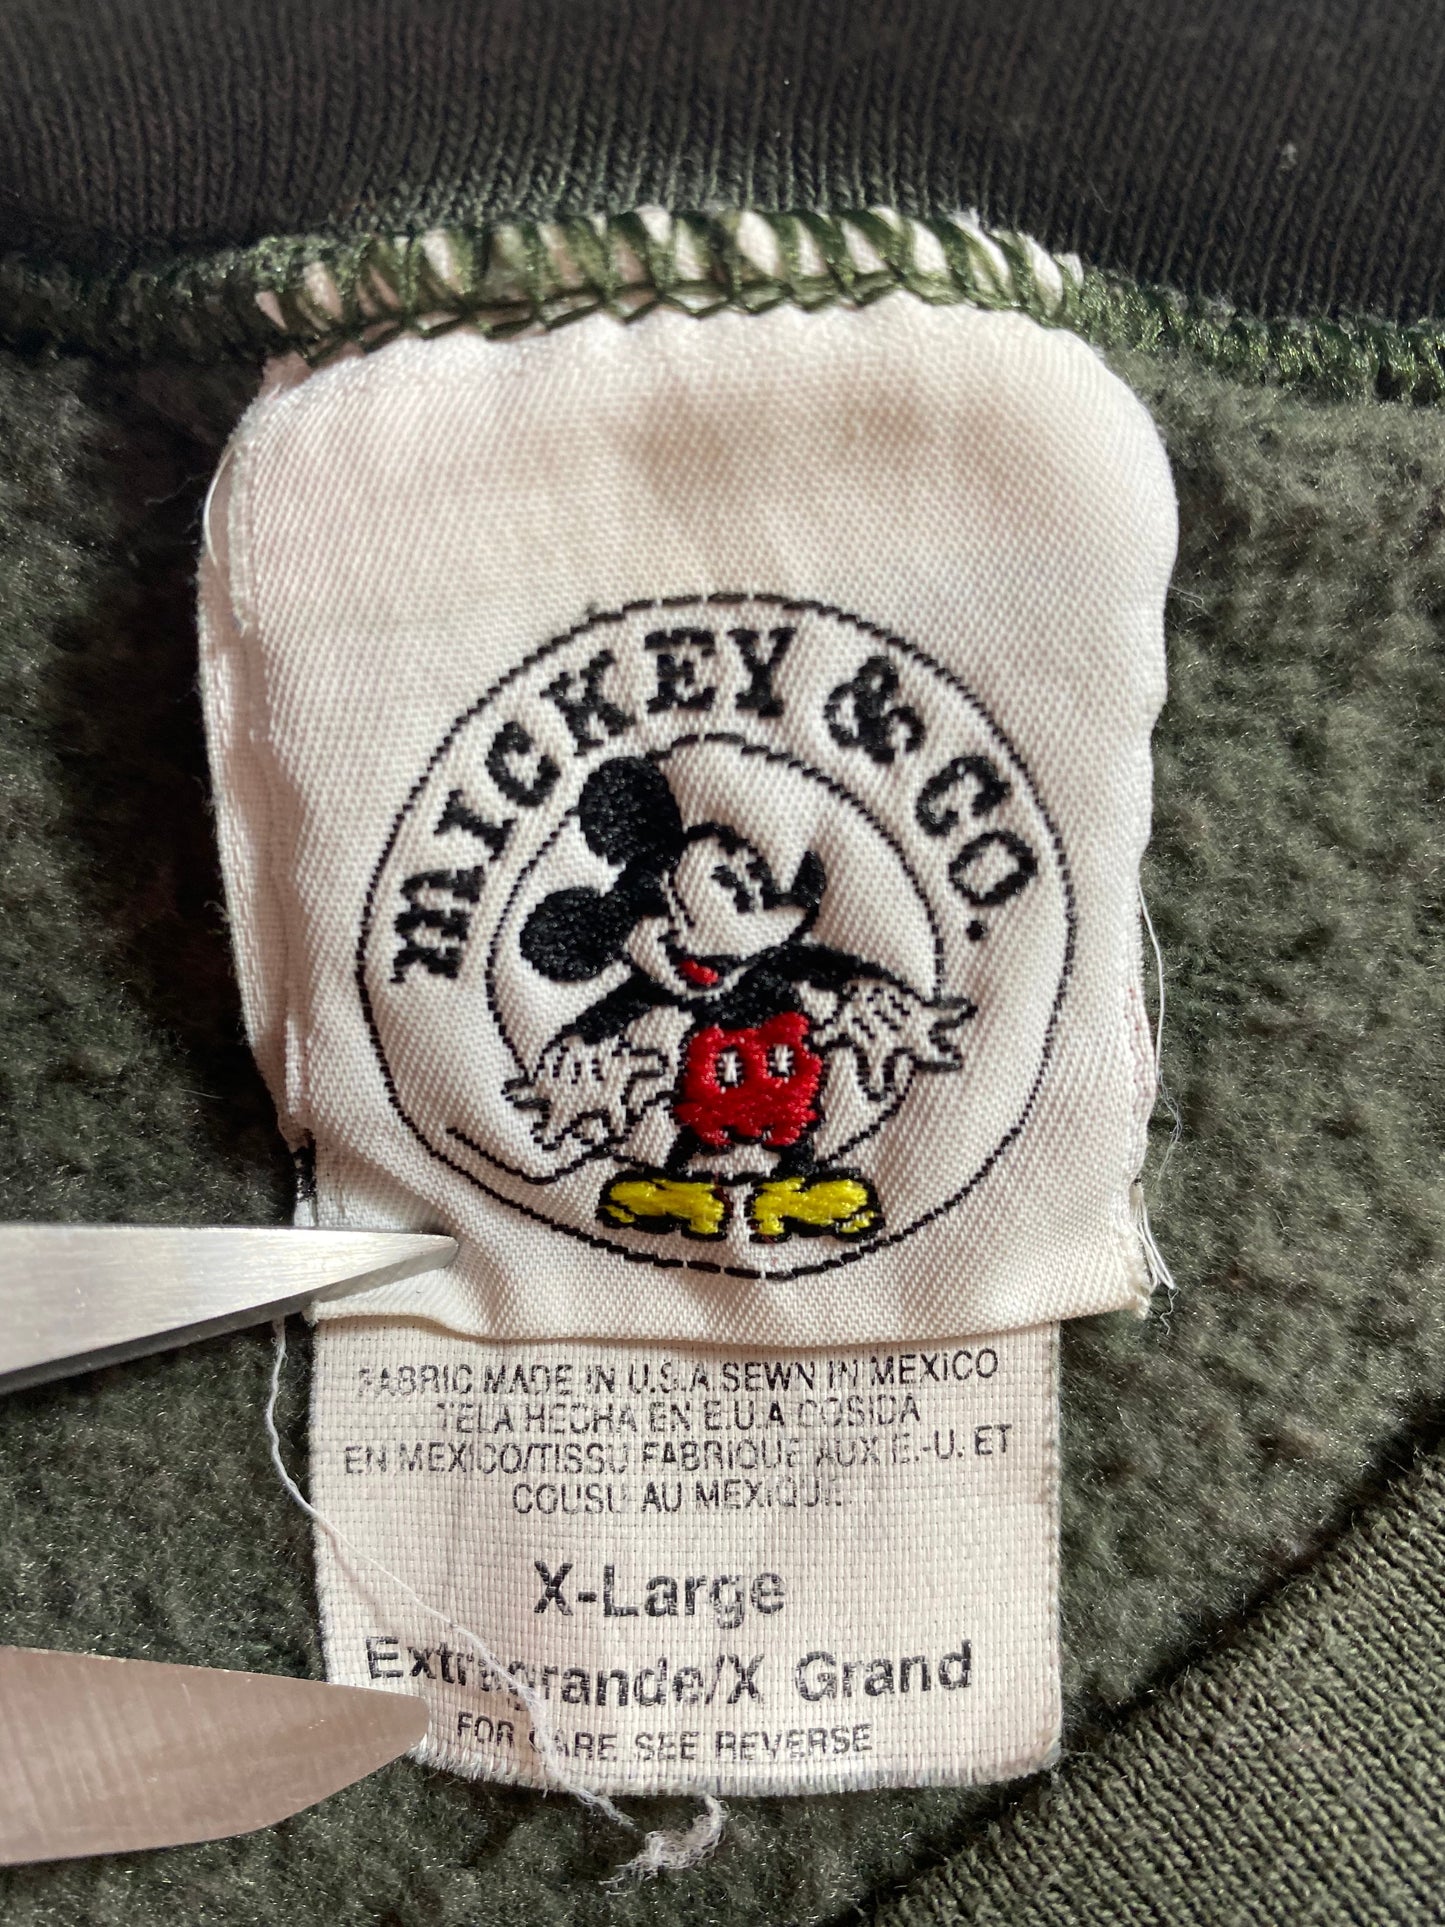 MICKEY & CO.
FABRIC MADE IN U.S.A. SEWN IN MEXICO
TELA HECHA EN E.U.A COSIDA
EN MEXICO/TISSU FABRIQUE AUX E.-U. ET
COUSU AU MEXIQUE
X-Large
Extragrande/X Grand
FOR CARE SEE REVERSE